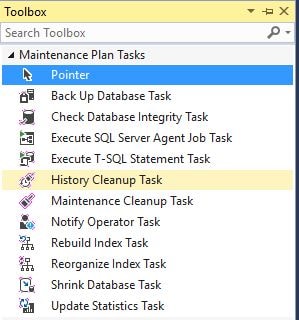 Toolbox
Search Toolbox
Maintenance Plan Tasks
Pointer
Back Up Database Task
Check Database Integrity Task
Execute SQL Server Agent Job Task
Execute T-SQL Statement Task
History Cleanup Task
Maintenance Cleanup Task
Notify Operator Task
Rebuild Index Task
Reorganize Index Task
Shrink Database Task
Update Statistics Task